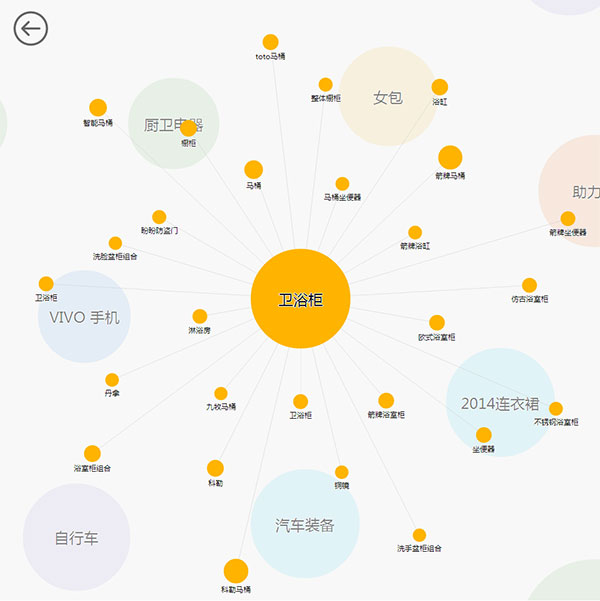 toto马桶
整体橱柜
女包
浴缸
智能马桶
厨卫电器
橱柜
箭牌马桶
马桶
马桶坐便器
助力
盼盼防盗门
箭牌坐便器
洗脸盆柜组合
箭牌浴缸
卫浴柜
卫浴柜
仿古浴室柜
VIVO 手机
淋浴房
欧式浴室柜
丹拿
九牧马桶
卫浴柜
箭牌浴室柜
2014连衣裙
不锈钢浴室柜
坐便器
浴室柜组合
科勒
铜镜
汽车装备
自行车
洗手盆柜组合
科勒马桶